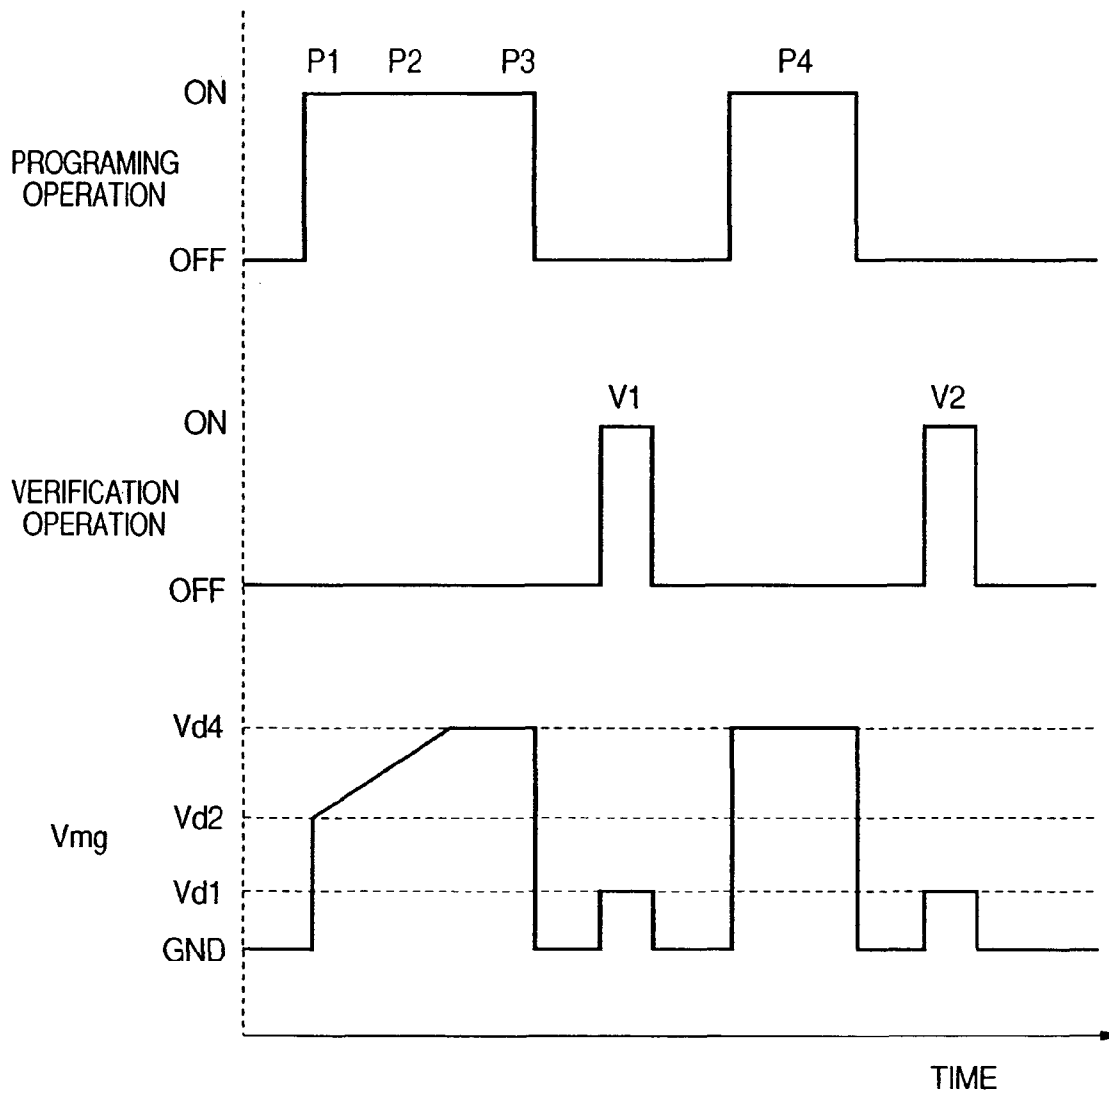 P1 P2 P3 P4
ON
PROGRAMING
OPERATION
OFF
V1 V2
ON
VERIFICATION
OPERATION
OFF
Vd4
Vd2
Vmg
Vd1
GND
TIME